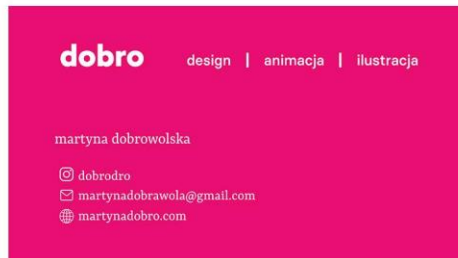 dobro design | animacja | ilustracja
martyna dobrowolska
dobrodro
martynadobrawola@gmail.com
martynadobro.com